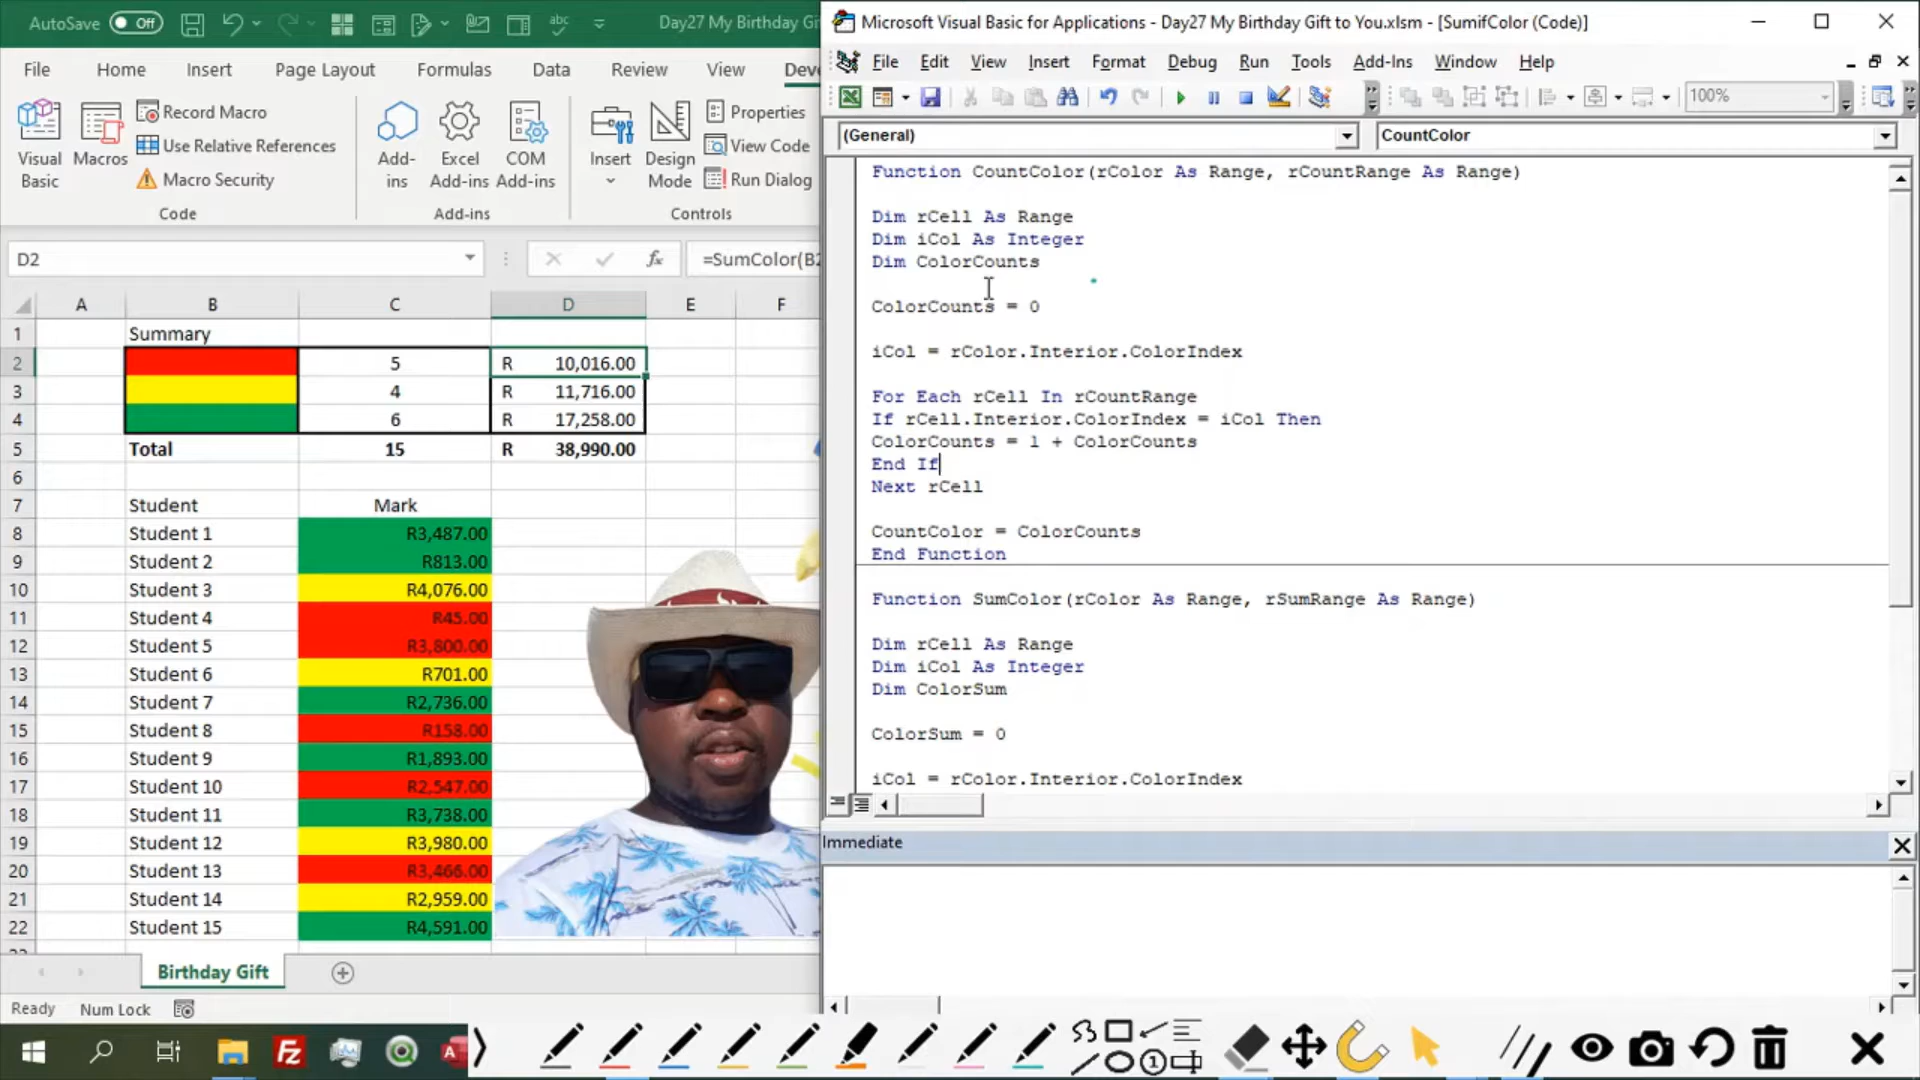 AutoSave Off
Day27 My Birthday Gi
File Home Insert Page Layout Formulas Data Review View Deve
Visual Basic
Macros
Record Macro
Use Relative References
Macro Security
Code
Add-ins
Excel Add-ins
COM Add-ins
Add-ins
Insert
Design Mode
Properties
View Code
Run Dialog
Controls
D2 fx =SumColor(B2
A B C D E F
1 Summary
2 5 R 10,016.00
3 4 R 11,716.00
4 6 R 17,258.00
5 Total 15 R 38,990.00
6
7 Student Mark
8 Student 1 R3,487.00
9 Student 2 R813.00
10 Student 3 R4,076.00
11 Student 4 R45.00
12 Student 5 R3,800.00
13 Student 6 R701.00
14 Student 7 R2,736.00
15 Student 8 R158.00
16 Student 9 R1,893.00
17 Student 10 R2,547.00
18 Student 11 R3,738.00
19 Student 12 R3,980.00
20 Student 13 R3,466.00
21 Student 14 R2,959.00
22 Student 15 R4,591.00
Birthday Gift
Ready Num Lock
Microsoft Visual Basic for Applications - Day27 My Birthday Gift to You.xlsm - [SumifColor (Code)]
File Edit View Insert Format Debug Run Tools Add-Ins Window Help
100%
(General) CountColor
Function CountColor(rColor As Range, rCountRange As Range)
Dim rCell As Range
Dim iCol As Integer
Dim ColorCounts
ColorCounts = 0
iCol = rColor.Interior.ColorIndex
For Each rCell In rCountRange
If rCell.Interior.ColorIndex = iCol Then
ColorCounts = 1 + ColorCounts
End If
Next rCell
CountColor = ColorCounts
End Function
Function SumColor(rColor As Range, rSumRange As Range)
Dim rCell As Range
Dim iCol As Integer
Dim ColorSum
ColorSum = 0
iCol = rColor.Interior.ColorIndex
Immediate